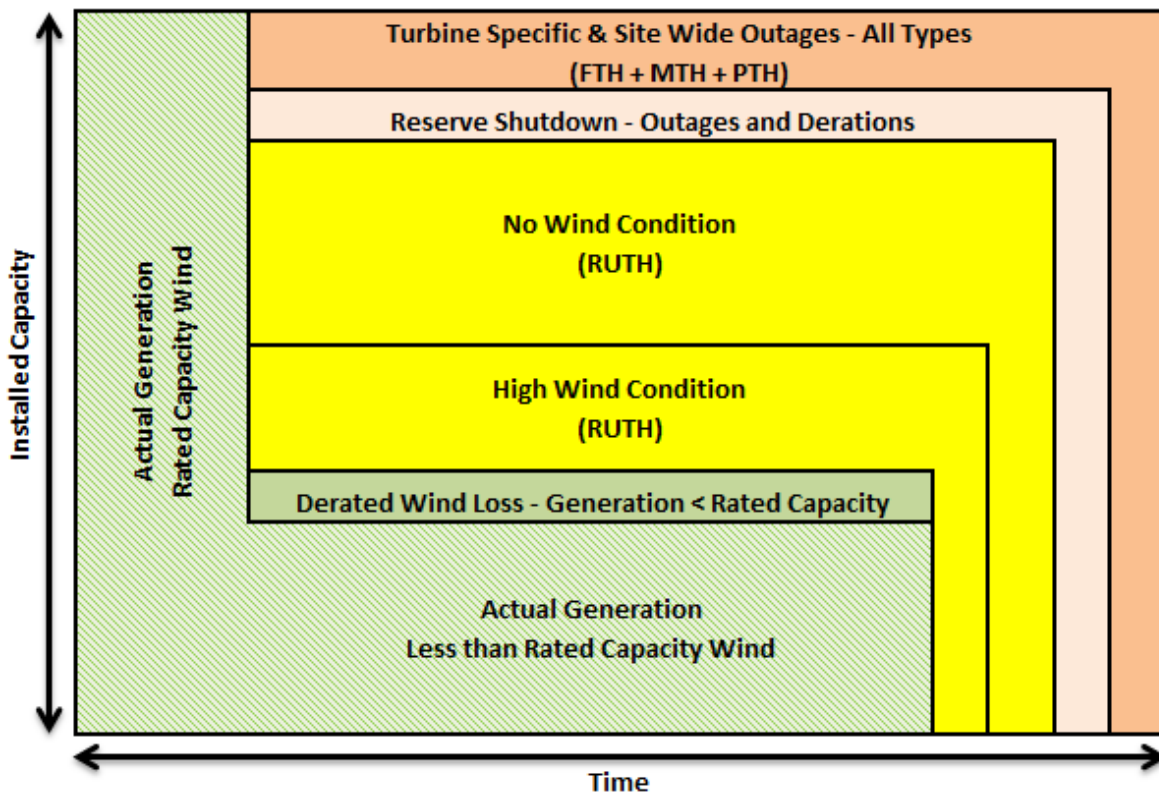 Turbine Specific & Site Wide Outages - All Types
(FTH + MTH + PTH)
Reserve Shutdown - Outages and Derations
No Wind Condition
(RUTH)
High Wind Condition
(RUTH)
Derated Wind Loss - Generation < Rated Capacity
Actual Generation
Less than Rated Capacity Wind
Actual Generation
Rated Capacity Wind
Installed Capacity
Time